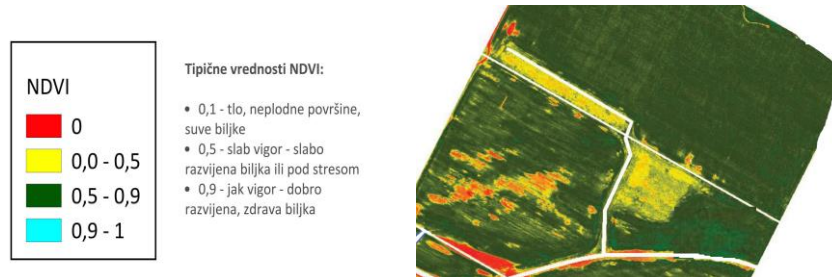 NDVI
0
0,0 - 0,5
0,5 - 0,9
0,9 - 1
Tipične vrednosti NDVI:
• 0,1 - tlo, neplodne površine,
suve biljke
• 0,5 - slab vigor - slabo
razvijena biljka ili pod stresom
• 0,9 - jak vigor - dobro
razvijena, zdrava biljka